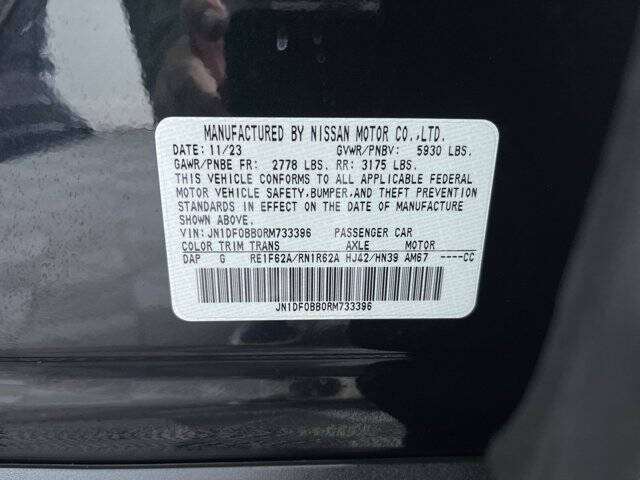 MANUFACTURED BY NISSAN MOTOR CO.,LTD.
DATE: 11/23 GVWR/PNBV: 5930 LBS.
GAWR/PNBE FR: 2778 LBS. RR: 3175 LBS.
THIS VEHICLE CONFORMS TO ALL APPLICABLE FEDERAL
MOTOR VEHICLE SAFETY,BUMPER,AND THEFT PREVENTION
STANDARDS IN EFFECT ON THE DATE OF MANUFACTURE
SHOWN ABOVE.
VIN: JN1DF0BB0RM733396 PASSENGER CAR
COLOR TRIM TRANS AXLE MOTOR
DAP G RE1F62A/RN1R62A HJ42/HN39 AM67 ----CC
JN1DF0BB0RM733396